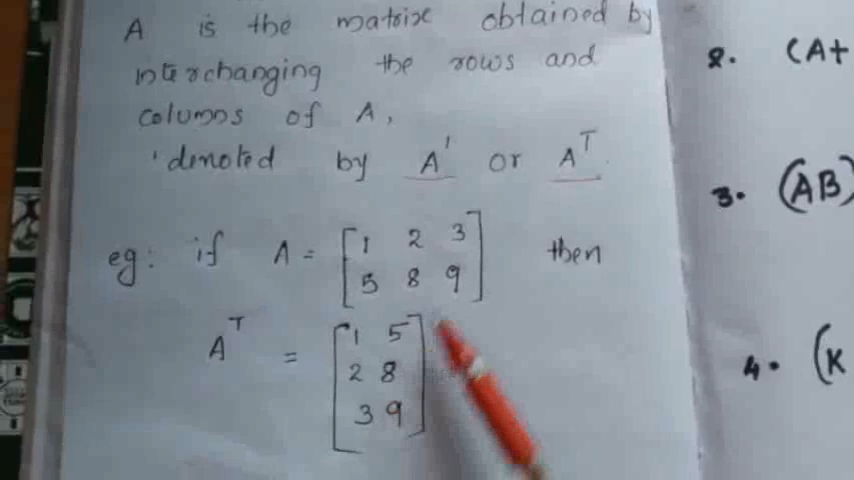 A is the matrix obtained by
interchanging the rows and
columns of A,
denoted by A' or A^T.
eg: if A = [1 2 3
5 8 9] then
A^T = [1 5
2 8
3 9]
2. (A+
3. (AB)
4. (K